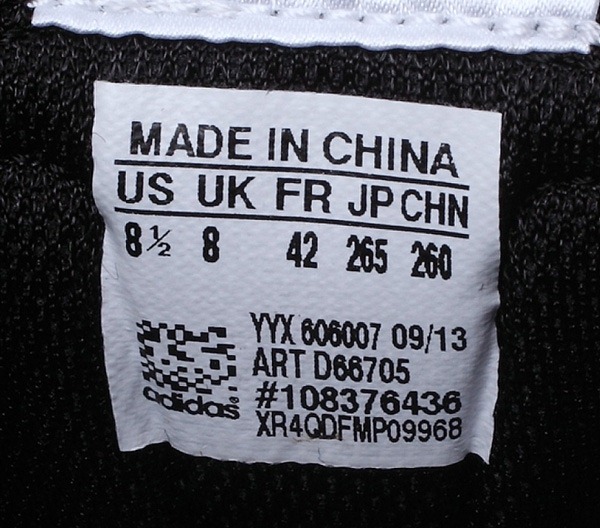 MADE IN CHINA
US UK FR JP CHN
8½ 8 42 265 260
YYX 606007 09/13
ART D66705
#108376436
adidas XR4QDFMP09968